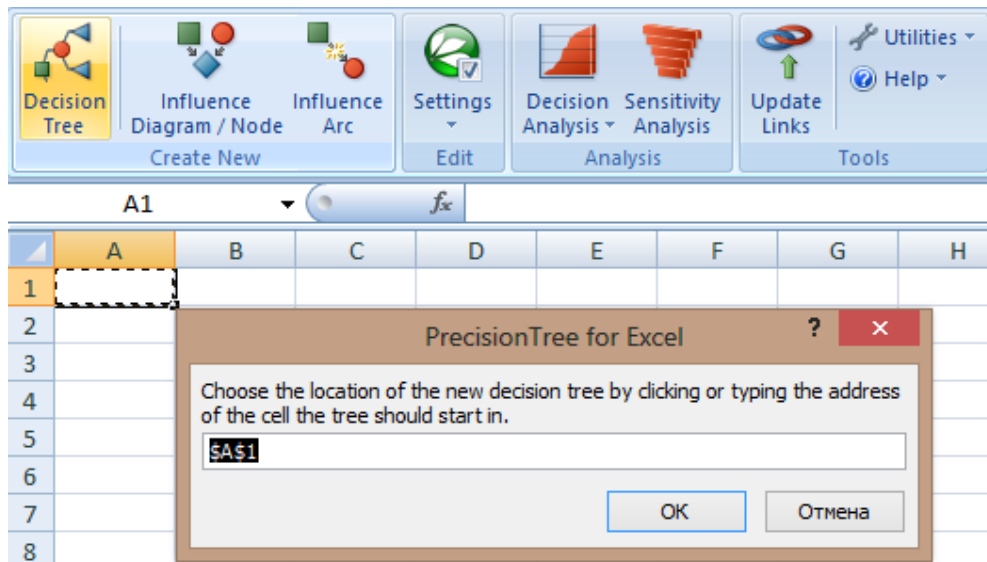 Decision Tree
Influence Diagram / Node
Influence Arc
Create New
Settings
Edit
Decision Analysis
Sensitivity Analysis
Analysis
Update Links
Utilities
Help
Tools
A1
fx
A B C D E F G H
1
2
3
4
5
6
7
8
PrecisionTree for Excel
?
Choose the location of the new decision tree by clicking or typing the address
of the cell the tree should start in.
$A$1
OK
Отмена